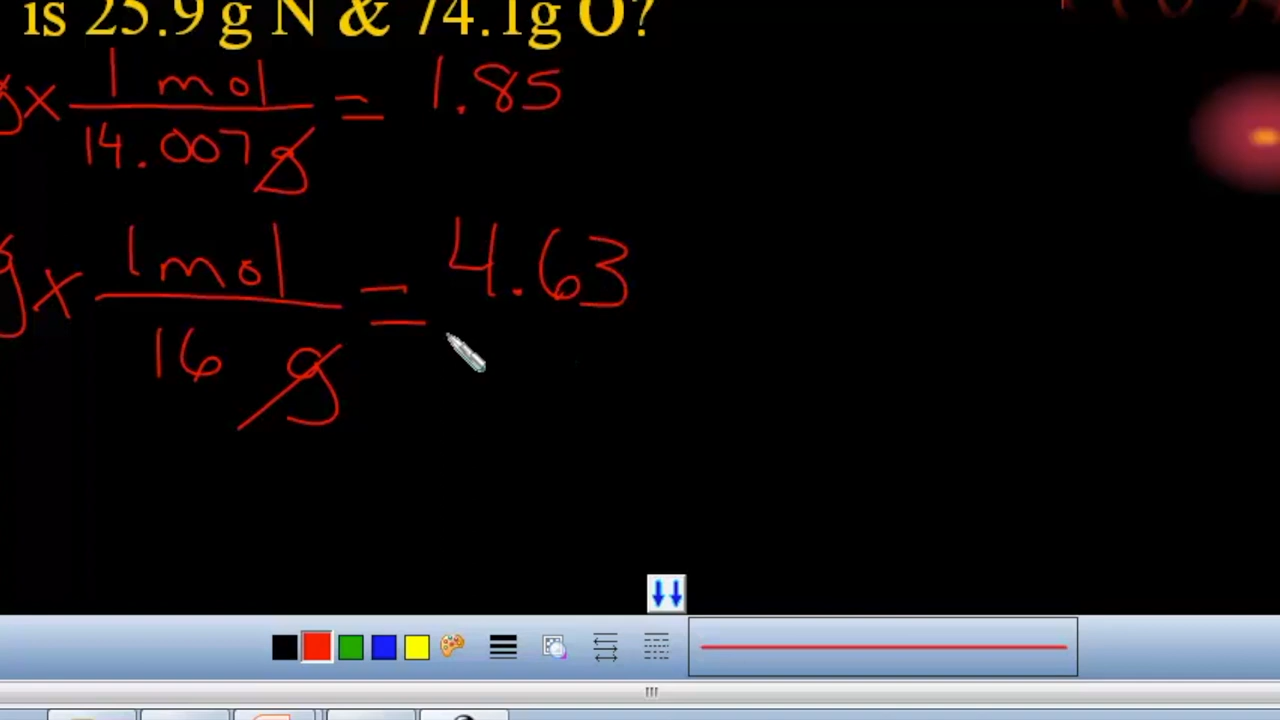 is 25.9 g N & 74.1g O?
g x 1 mol / 14.007 g = 1.85
g x 1 mol / 16 g = 4.63